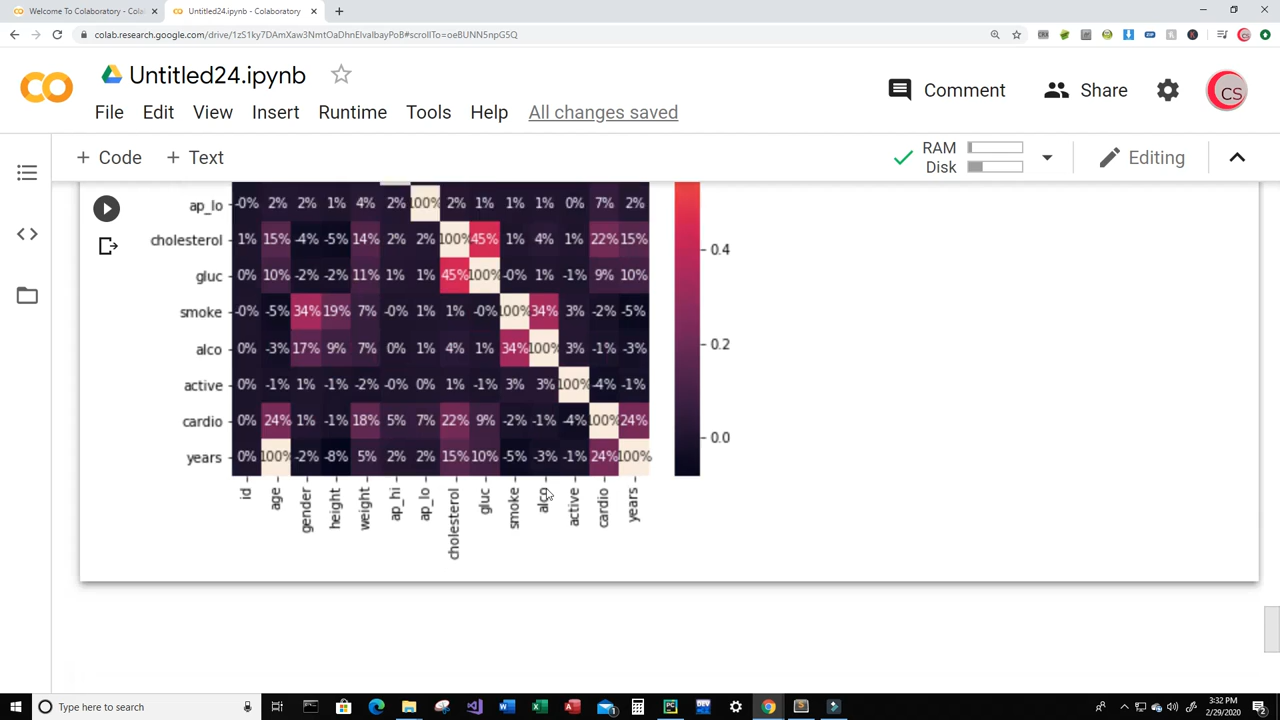 Welcome To Colaboratory - Cola
Untitled24.ipynb - Colaboratory
colab.research.google.com/drive/1zS1ky7DAmXaw3NmtOaDhnElvaIbayPoB#scrollTo=oeBUNN5npG5Q
Untitled24.ipynb
Comment
Share
CS
File Edit View Insert Runtime Tools Help All changes saved
+ Code + Text
RAM
Disk
Editing
ap_lo -0% 2% 2% 1% 4% 2% 100% 2% 1% 1% 1% 0% 7% 2%
cholesterol 1% 15% -4% -5% 14% 2% 2% 100% 45% 1% 4% 1% 22% 15%
gluc 0% 10% -2% -2% 11% 1% 1% 45% 100% -0% 1% -1% 9% 10%
smoke -0% -5% 34% 19% 7% -0% 1% 1% -0% 100% 34% 3% -2% -5%
alco 0% -3% 17% 9% 7% 0% 1% 4% 1% 34% 100% 3% -1% -3%
active 0% -1% 1% -1% -2% -0% 0% 1% -1% 3% 3% 100% -4% -1%
cardio 0% 24% 1% -1% 18% 5% 7% 22% 9% -2% -1% -4% 100% 24%
years 0% 100% -2% -8% 5% 2% 2% 15% 10% -5% -3% -1% 24% 100%
id age gender height weight ap_hi ap_lo cholesterol gluc smoke alco active cardio years
0.4
0.2
0.0
Type here to search
3:32 PM
2/29/2020